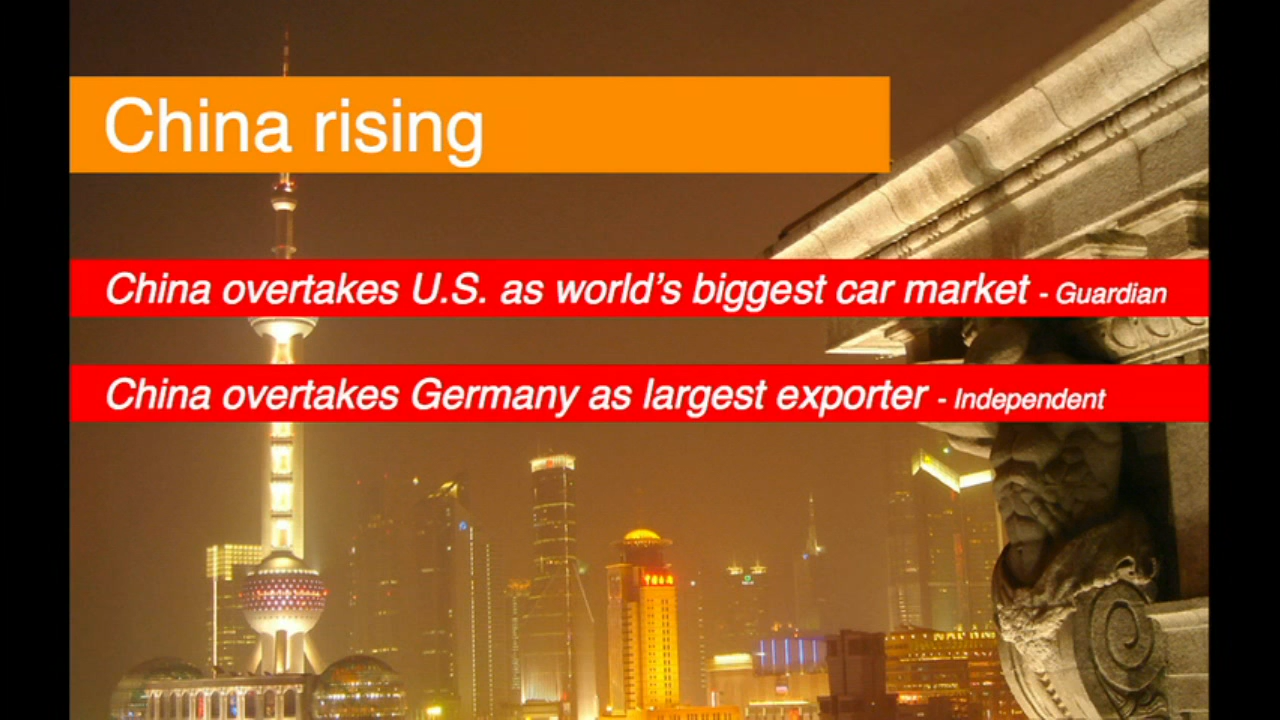 China rising
China overtakes U.S. as world's biggest car market - Guardian
China overtakes Germany as largest exporter - Independent